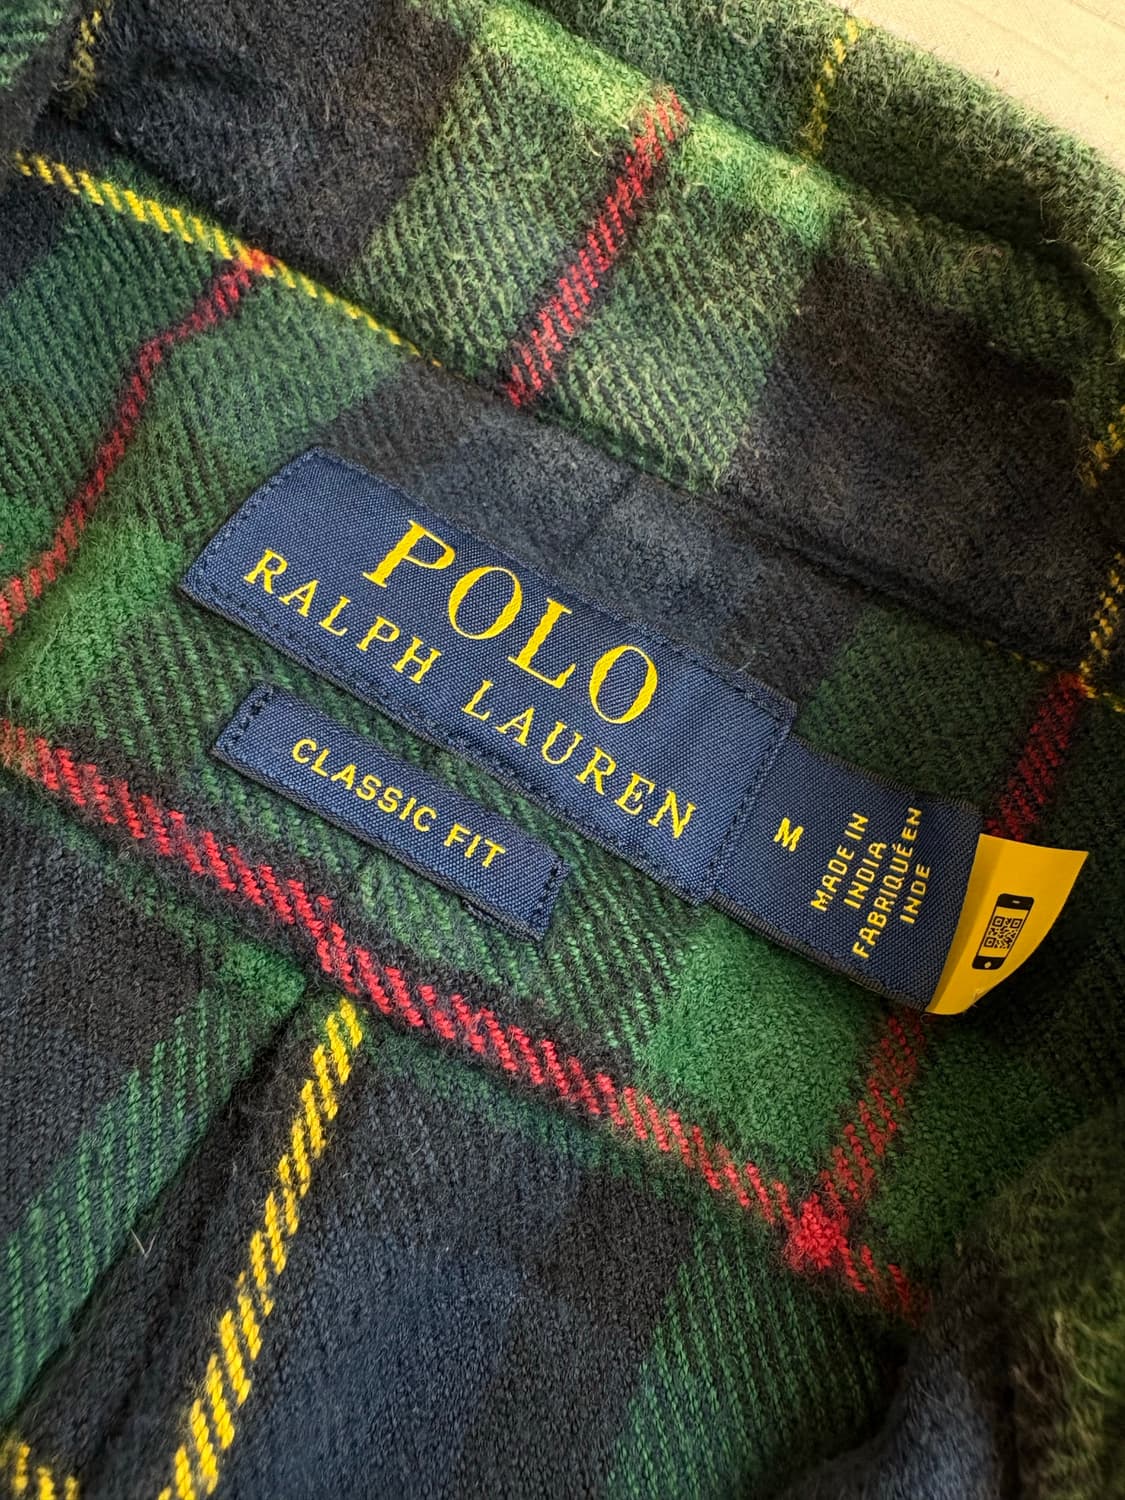 POLO
RALPH LAUREN
CLASSIC FIT
M
MADE IN
INDIA
FABRIQUÉ EN
INDE